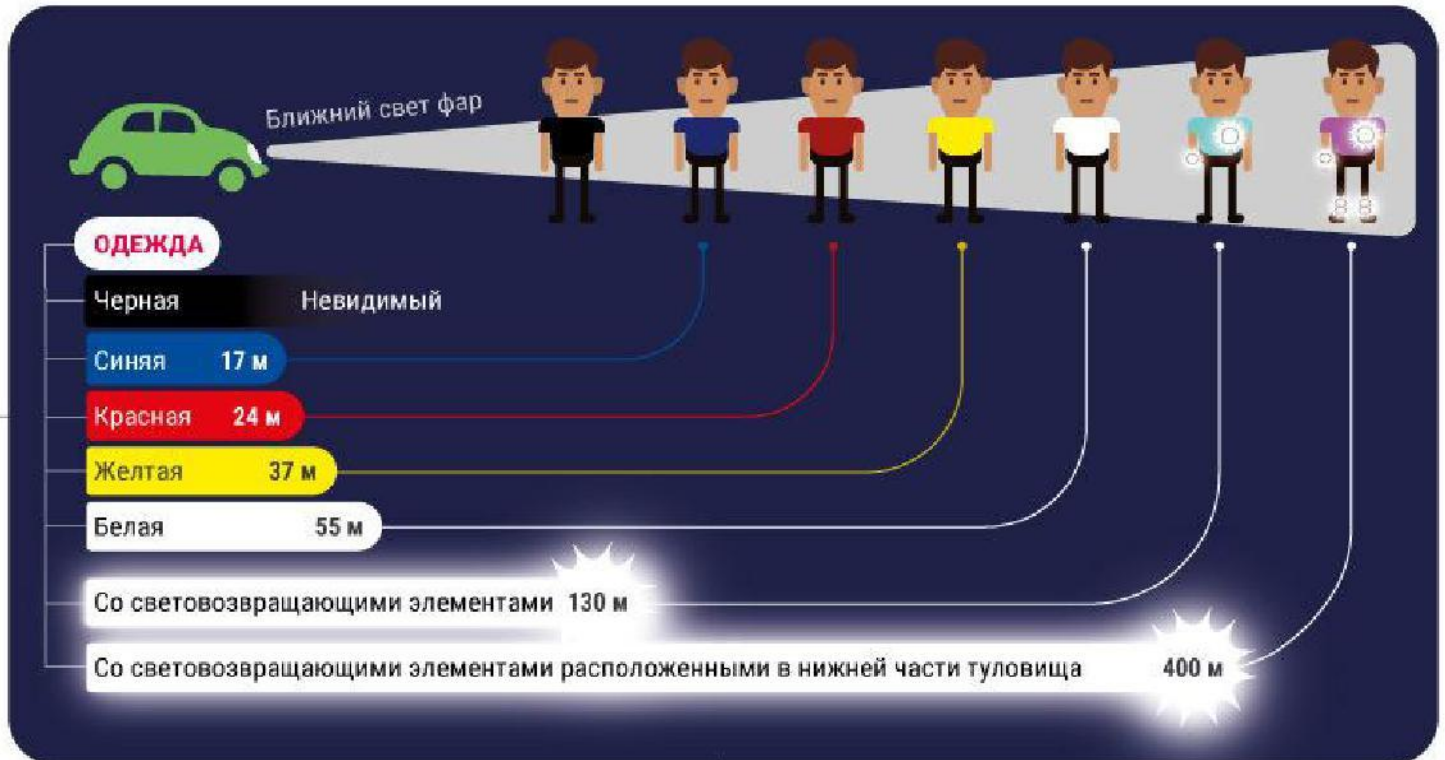 Ближний свет фар
ОДЕЖДА
Черная Невидимый
Синяя 17 м
Красная 24 м
Желтая 37 м
Белая 55 м
Со световозвращающими элементами 130 м
Со световозвращающими элементами расположенными в нижней части туловища 400 м